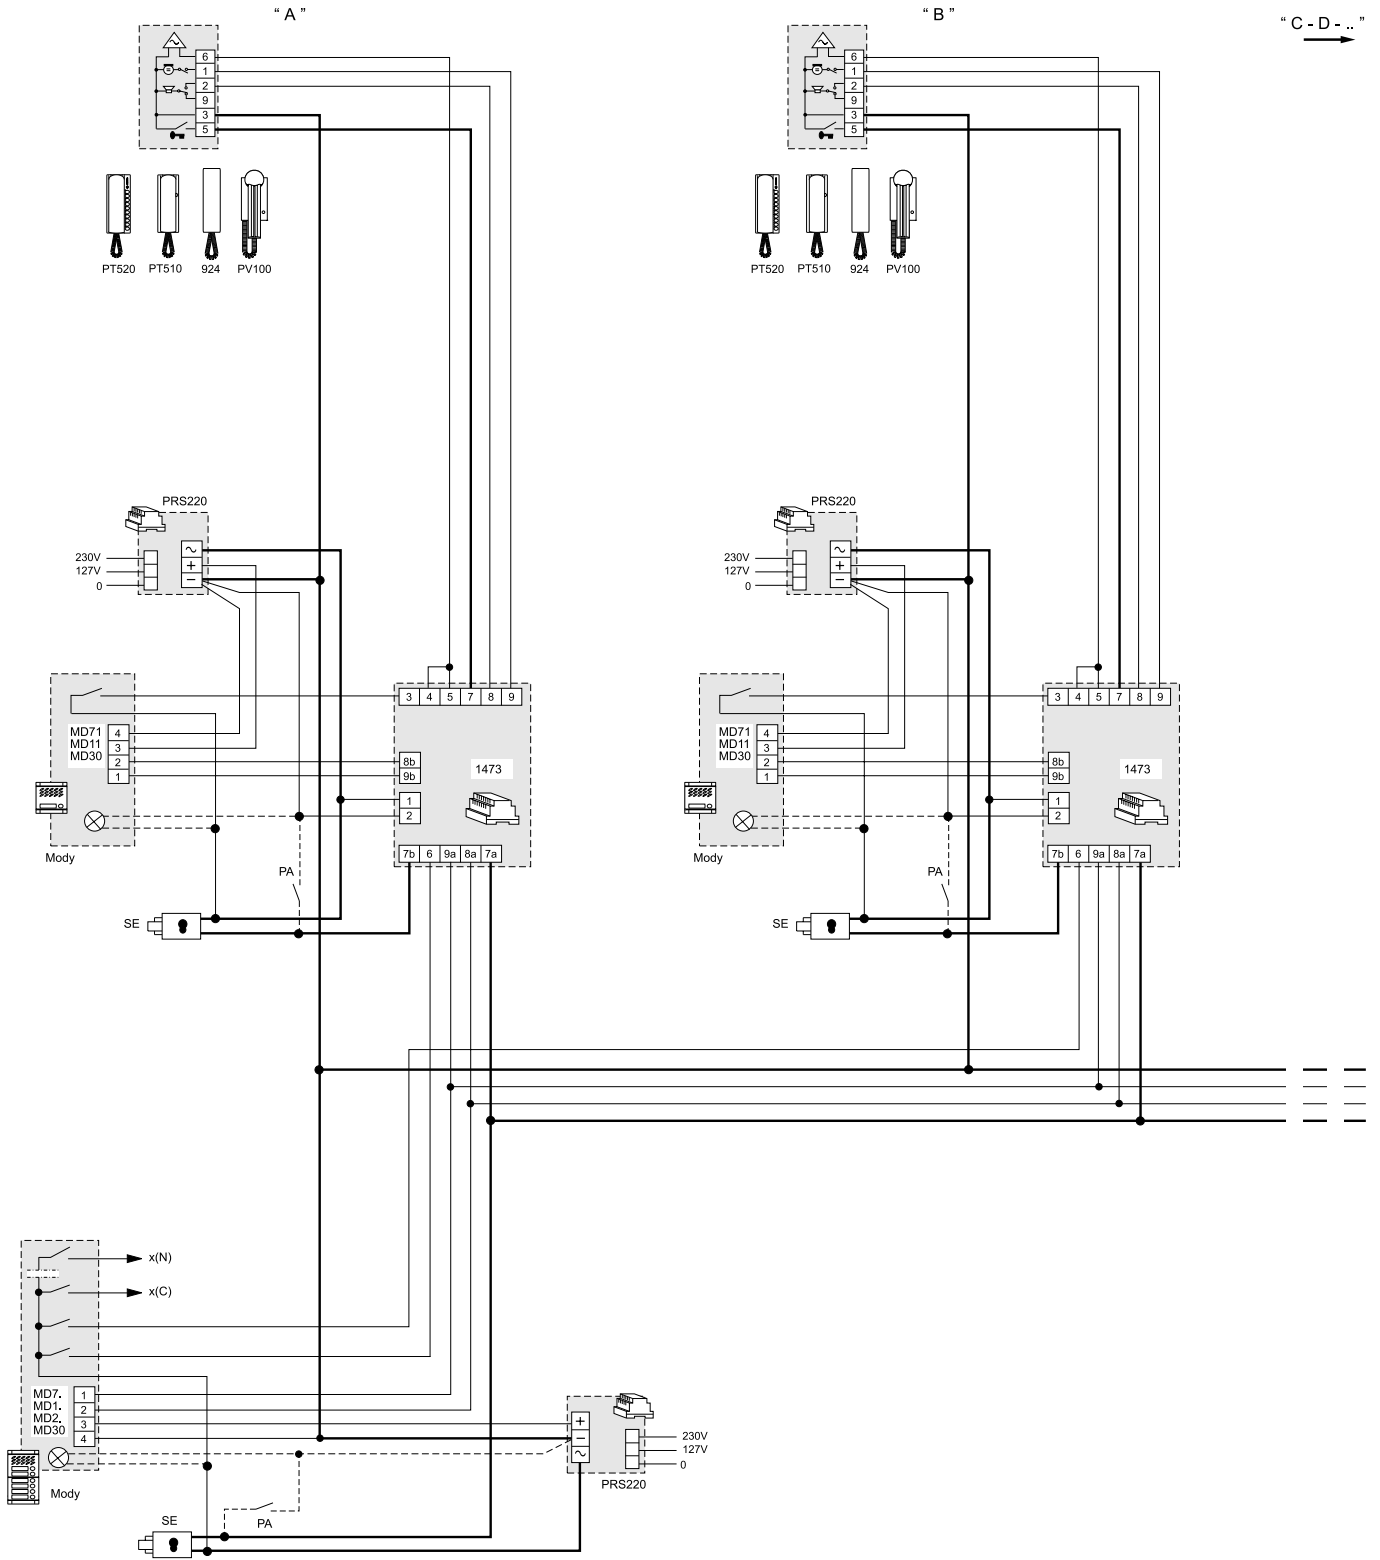 “ A ”
“ B ”
“ C - D - .. ”
6
1
2
9
3
5
6
1
2
9
3
5
PT520 PT510 924 PV100
PT520 PT510 924 PV100
PRS220
230V
127V
0
~
+
−
PRS220
230V
127V
0
~
+
−
MD71
MD11
MD30
4
3
2
1
Mody
3 4 5 7 8 9
8b
9b
1473
1
2
7b 6 9a 8a 7a
PA
SE
MD71
MD11
MD30
4
3
2
1
Mody
3 4 5 7 8 9
8b
9b
1473
1
2
7b 6 9a 8a 7a
PA
SE
x(N)
x(C)
MD7.
MD1.
MD2.
MD30
1
2
3
4
Mody
+
−
~
230V
127V
0
PRS220
PA
SE